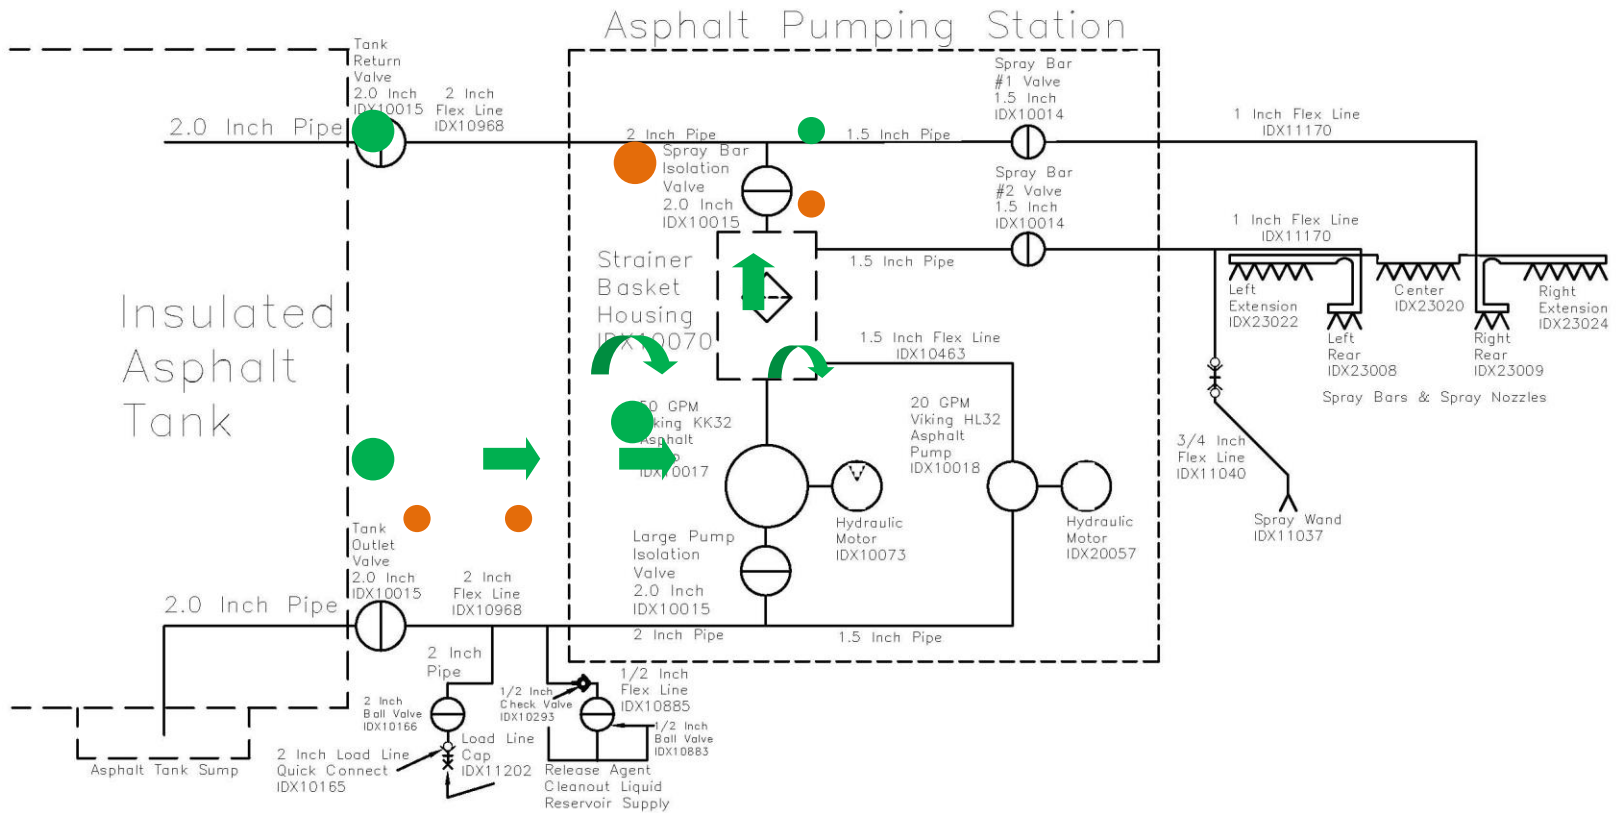 Asphalt Pumping Station
Tank
Return
Valve
2.0 Inch
IDX10015
2 Inch
Flex Line
IDX10968
2.0 Inch Pipe
2 Inch Pipe
Spray Bar
Isolation
Valve
2.0 Inch
IDX10015
1.5 Inch Pipe
Spray Bar
#1 Valve
1.5 Inch
IDX10014
1 Inch Flex Line
IDX11170
Spray Bar
#2 Valve
1.5 Inch
IDX10014
1 Inch Flex Line
IDX11170
1.5 Inch Pipe
Strainer
Basket
Housing
IDX10070
Insulated
Asphalt
Tank
Left
Extension
IDX23022
Center
IDX23020
Right
Extension
IDX23024
Left
Rear
IDX23008
Right
Rear
IDX23009
Spray Bars & Spray Nozzles
1.5 Inch Flex Line
IDX10463
GPM
KK32
Asphalt
20 GPM
Viking HL32
Asphalt
Pump
IDX10018
3/4 Inch
Flex Line
IDX11040
Spray Wand
IDX11037
Hydraulic
Motor
IDX10073
Hydraulic
Motor
IDX20057
Large Pump
Isolation
Valve
2.0 Inch
IDX10015
Tank
Outlet
Valve
2.0 Inch
IDX10015
2 Inch
Flex Line
IDX10968
2.0 Inch Pipe
2 Inch Pipe
1.5 Inch Pipe
2 Inch
Pipe
2 Inch
Ball Valve
IDX10166
1/2 Inch
Check Valve
IDX10293
1/2 Inch
Flex Line
IDX10885
1/2 Inch
Ball Valve
IDX10883
Asphalt Tank Sump
2 Inch Load Line
Quick Connect
IDX10165
Load Line
Cap
IDX11202
Release Agent
Cleanout Liquid
Reservoir Supply